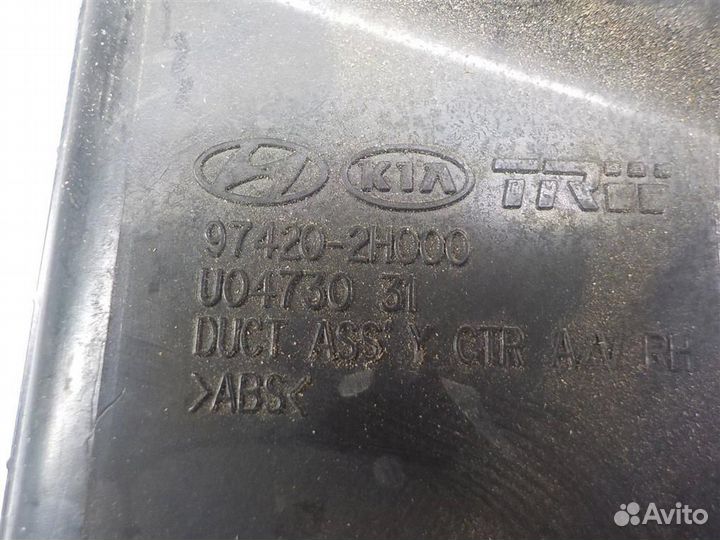 KIA TRW
97420-2H000
U04730 31
DUCT ASS'Y CTR A/V RH
>ABS<
Avito